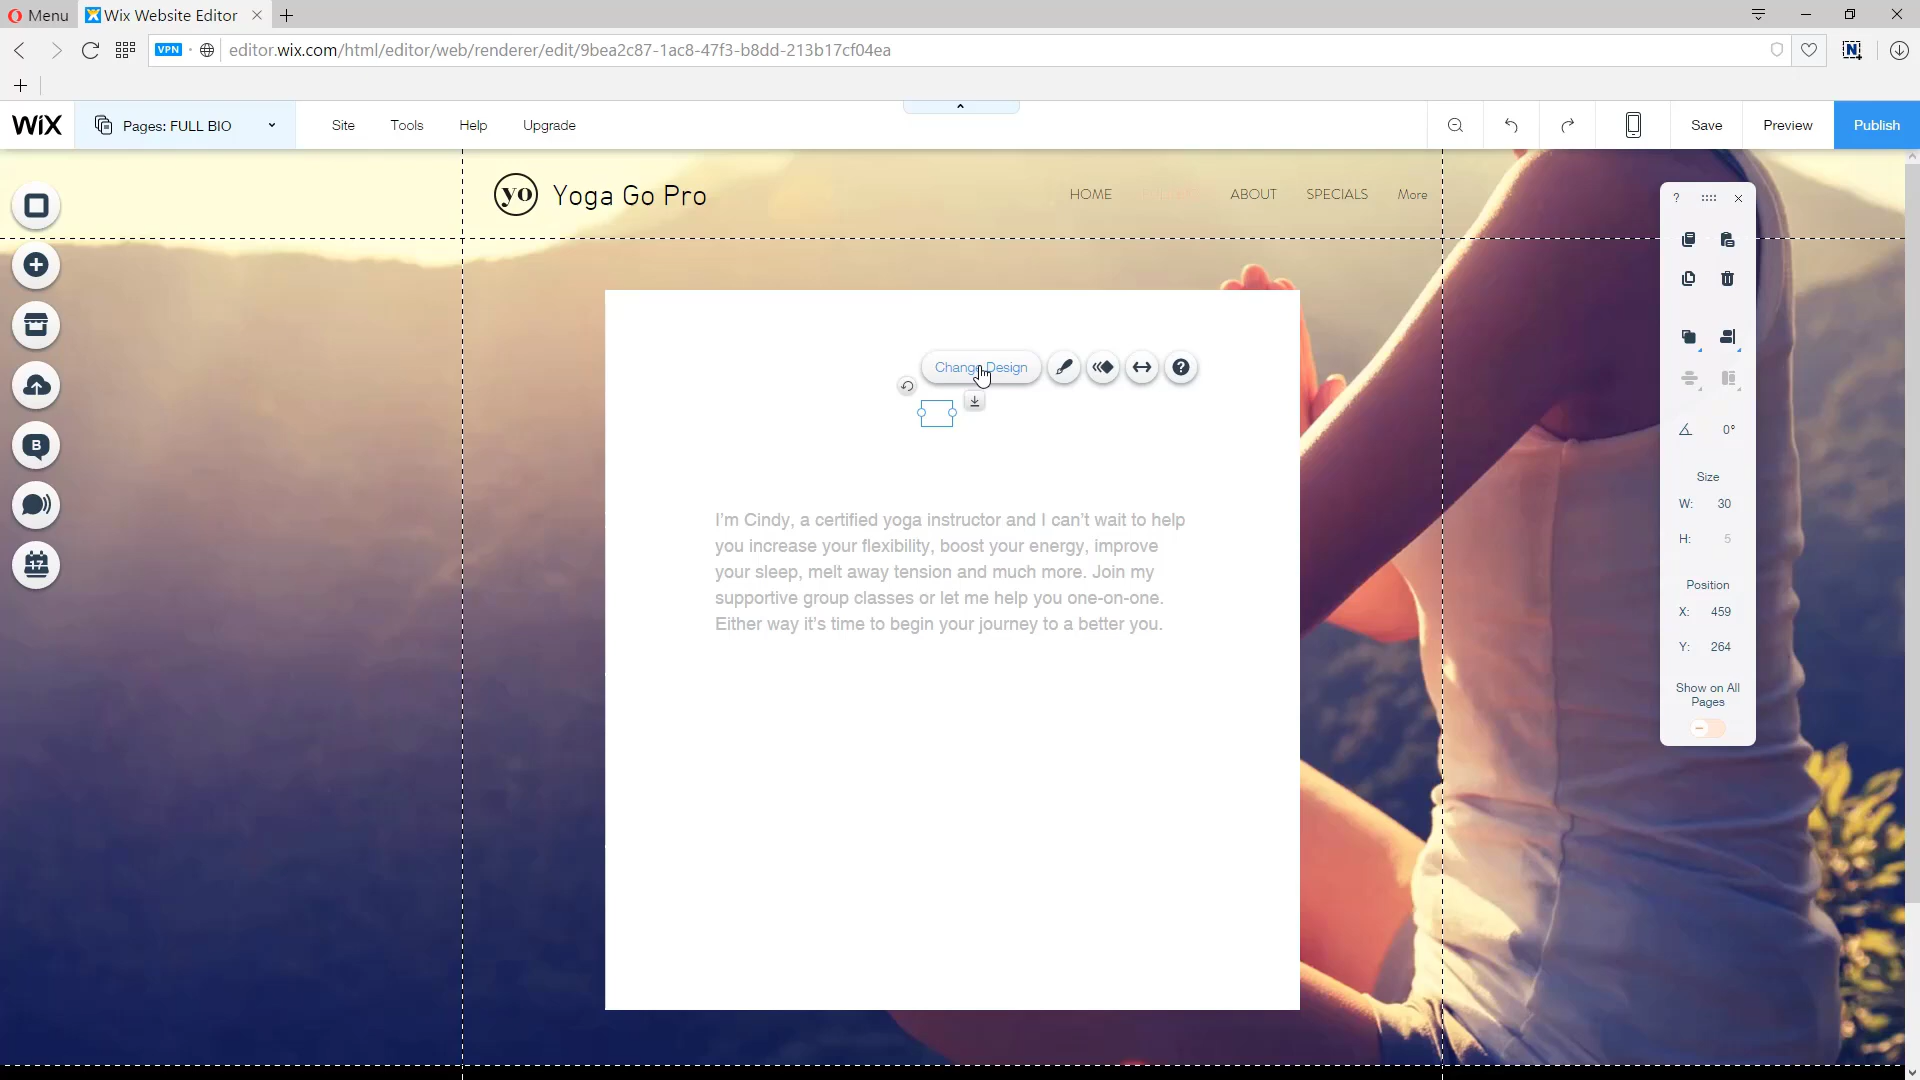 Menu
Wix Website Editor
VPN
editor.wix.com/html/editor/web/renderer/edit/9bea2c87-1ac8-47f3-b8dd-213b17cf04ea
N
WiX
Pages: FULL BIO
Site
Tools
Help
Upgrade
Save
Preview
Publish
yo
Yoga Go Pro
HOME
ABOUT
SPECIALS
More
?
Change Design
?
B
17
I'm Cindy, a certified yoga instructor and I can't wait to help
you increase your flexibility, boost your energy, improve
your sleep, melt away tension and much more. Join my
supportive group classes or let me help you one-on-one.
Either way it's time to begin your journey to a better you.
0°
Size
W: 30
H: 5
Position
X: 459
Y: 264
Show on All
Pages